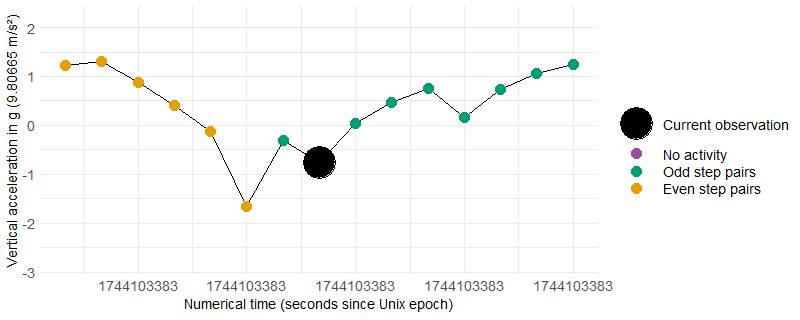 Vertical acceleration in g (9.80665 m/s²)
2
1
0
-1
-2
-3
1744103383 1744103383 1744103383 1744103383 1744103383
Numerical time (seconds since Unix epoch)
Current observation
No activity
Odd step pairs
Even step pairs